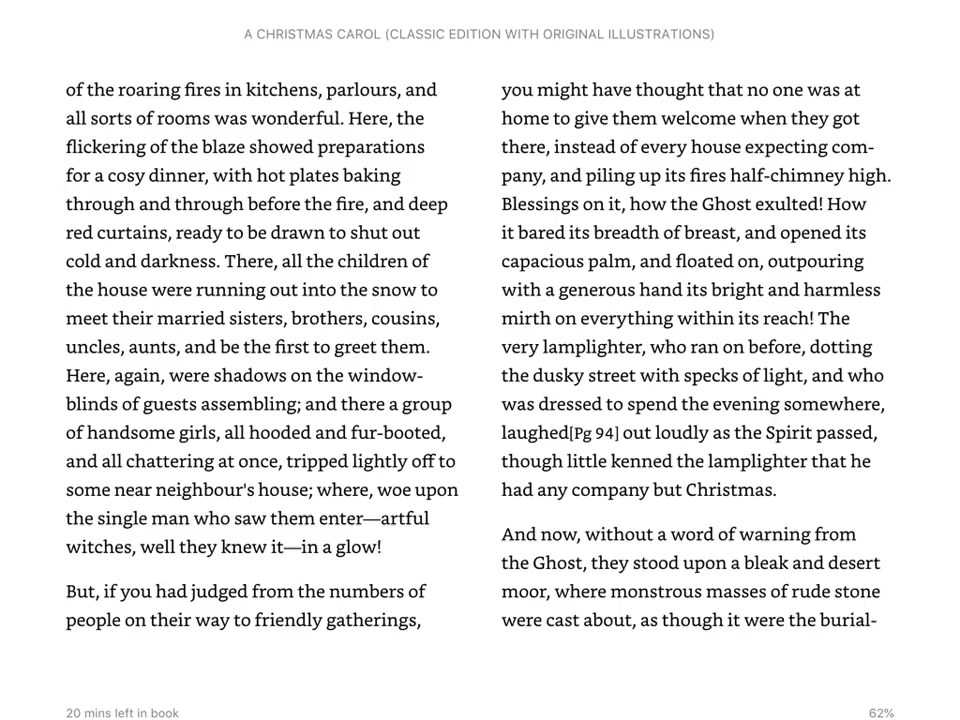 A CHRISTMAS CAROL (CLASSIC EDITION WITH ORIGINAL ILLUSTRATIONS)
of the roaring fires in kitchens, parlours, and
all sorts of rooms was wonderful. Here, the
flickering of the blaze showed preparations
for a cosy dinner, with hot plates baking
through and through before the fire, and deep
red curtains, ready to be drawn to shut out
cold and darkness. There, all the children of
the house were running out into the snow to
meet their married sisters, brothers, cousins,
uncles, aunts, and be the first to greet them.
Here, again, were shadows on the window-
blinds of guests assembling; and there a group
of handsome girls, all hooded and fur-booted,
and all chattering at once, tripped lightly off to
some near neighbour's house; where, woe upon
the single man who saw them enter—artful
witches, well they knew it—in a glow!
But, if you had judged from the numbers of
people on their way to friendly gatherings,
you might have thought that no one was at
home to give them welcome when they got
there, instead of every house expecting com-
pany, and piling up its fires half-chimney high.
Blessings on it, how the Ghost exulted! How
it bared its breadth of breast, and opened its
capacious palm, and floated on, outpouring
with a generous hand its bright and harmless
mirth on everything within its reach! The
very lamplighter, who ran on before, dotting
the dusky street with specks of light, and who
was dressed to spend the evening somewhere,
laughed[Pg 94] out loudly as the Spirit passed,
though little kenned the lamplighter that he
had any company but Christmas.
And now, without a word of warning from
the Ghost, they stood upon a bleak and desert
moor, where monstrous masses of rude stone
were cast about, as though it were the burial-
20 mins left in book
62%